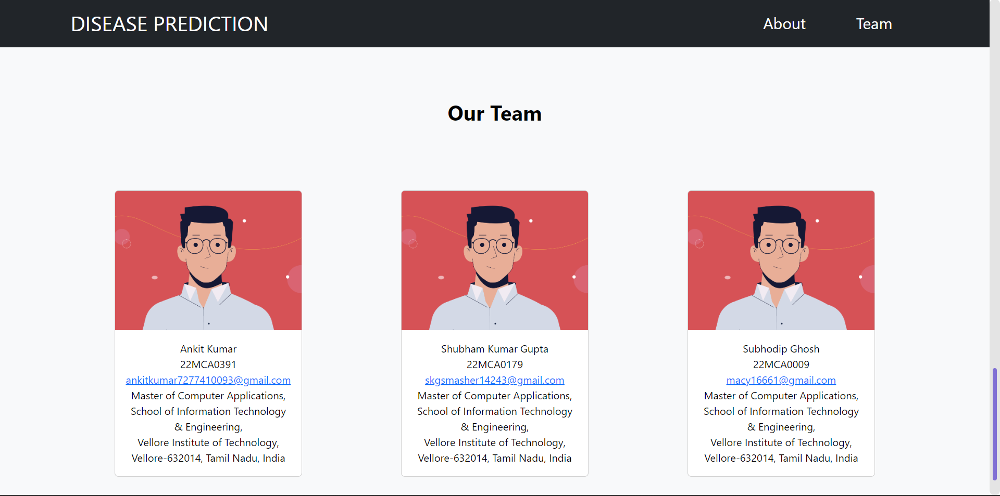 DISEASE PREDICTION
About
Team
Our Team
Ankit Kumar
22MCA0391
ankitkumar7277410093@gmail.com
Master of Computer Applications,
School of Information Technology
& Engineering,
Vellore Institute of Technology,
Vellore-632014, Tamil Nadu, India
Shubham Kumar Gupta
22MCA0179
skgsmasher14243@gmail.com
Master of Computer Applications,
School of Information Technology
& Engineering,
Vellore Institute of Technology,
Vellore-632014, Tamil Nadu, India
Subhodip Ghosh
22MCA0009
macy16661@gmail.com
Master of Computer Applications,
School of Information Technology
& Engineering,
Vellore Institute of Technology,
Vellore-632014, Tamil Nadu, India